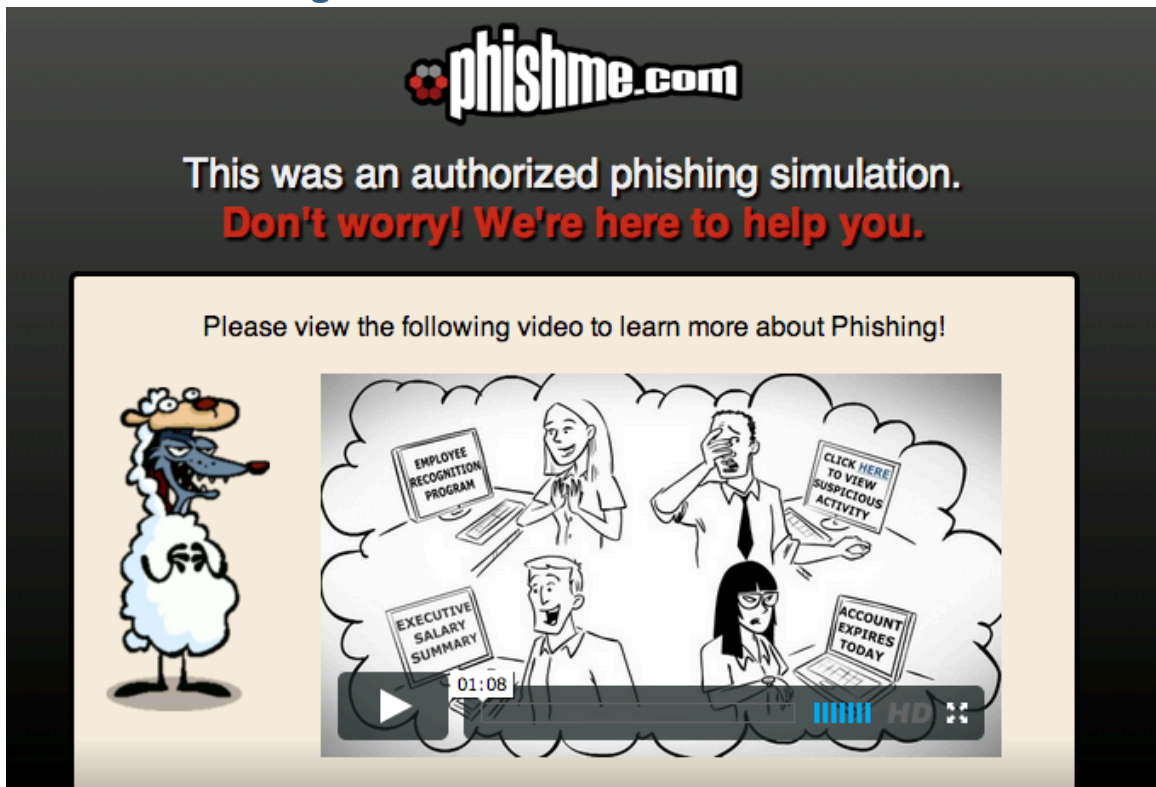 phishme.com
This was an authorized phishing simulation.
Don't worry! We're here to help you.
Please view the following video to learn more about Phishing!
EMPLOYEE
RECOGNITION
PROGRAM
CLICK HERE
TO VIEW
SUSPICIOUS
ACTIVITY
EXECUTIVE
SALARY
SUMMARY
ACCOUNT
EXPIRES
TODAY
01:08
HD